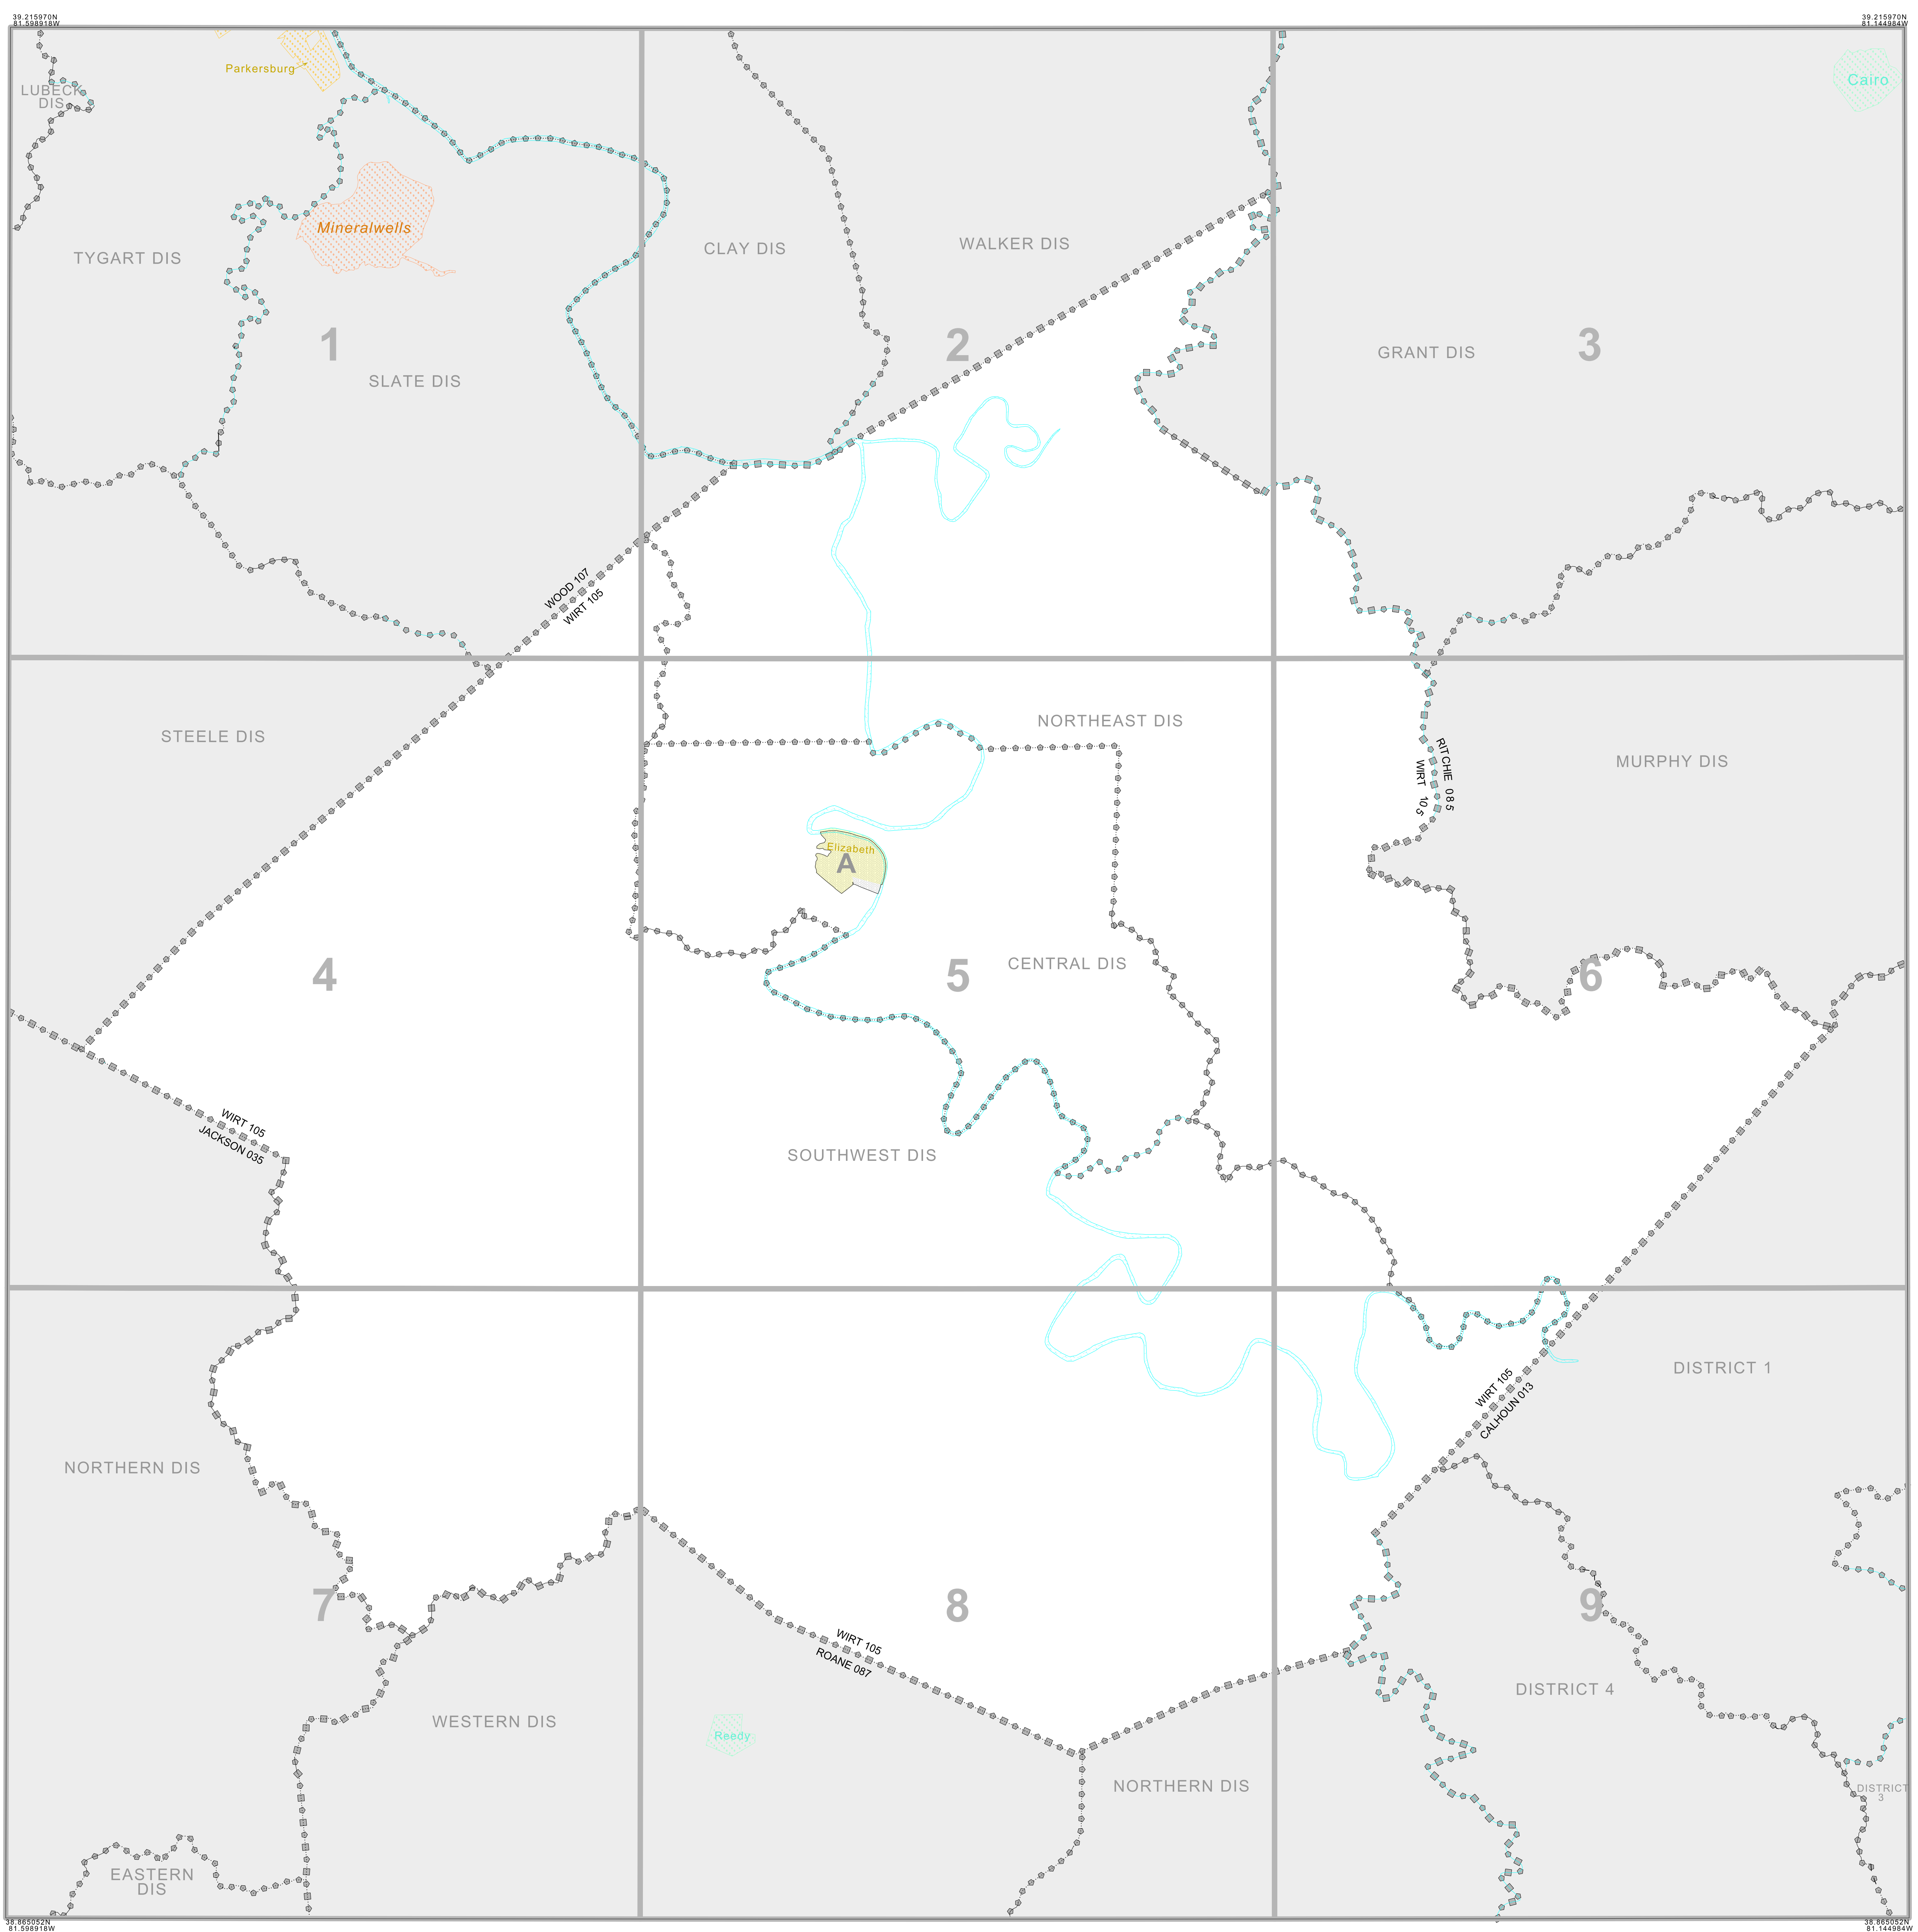 39.215970N
81.598918W
39.215970N
81.144984W
Parkersburg
Cairo
LUBECK
DIS
Mineralwells
TYGART DIS
CLAY DIS
WALKER DIS
1
2
3
GRANT DIS
SLATE DIS
WOOD 107
WIRT 105
NORTHEAST DIS
STEELE DIS
MURPHY DIS
RITCHIE 085
WIRT 105
Elizabeth
A
4
5
6
CENTRAL DIS
WIRT 105
JACKSON 035
SOUTHWEST DIS
DISTRICT 1
WIRT 105
CALHOUN 013
NORTHERN DIS
7
8
9
WIRT 105
ROANE 087
DISTRICT 4
WESTERN DIS
Reedy
NORTHERN DIS
DISTRICT
3
EASTERN
DIS
38.865052N
81.598918W
38.865052N
81.144984W